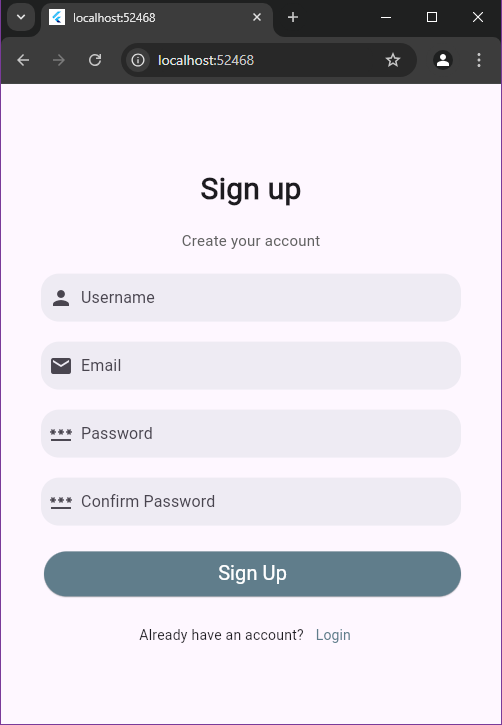 localhost:52468
localhost:52468
Sign up
Create your account
Username
Email
Password
Confirm Password
Sign Up
Already have an account? Login